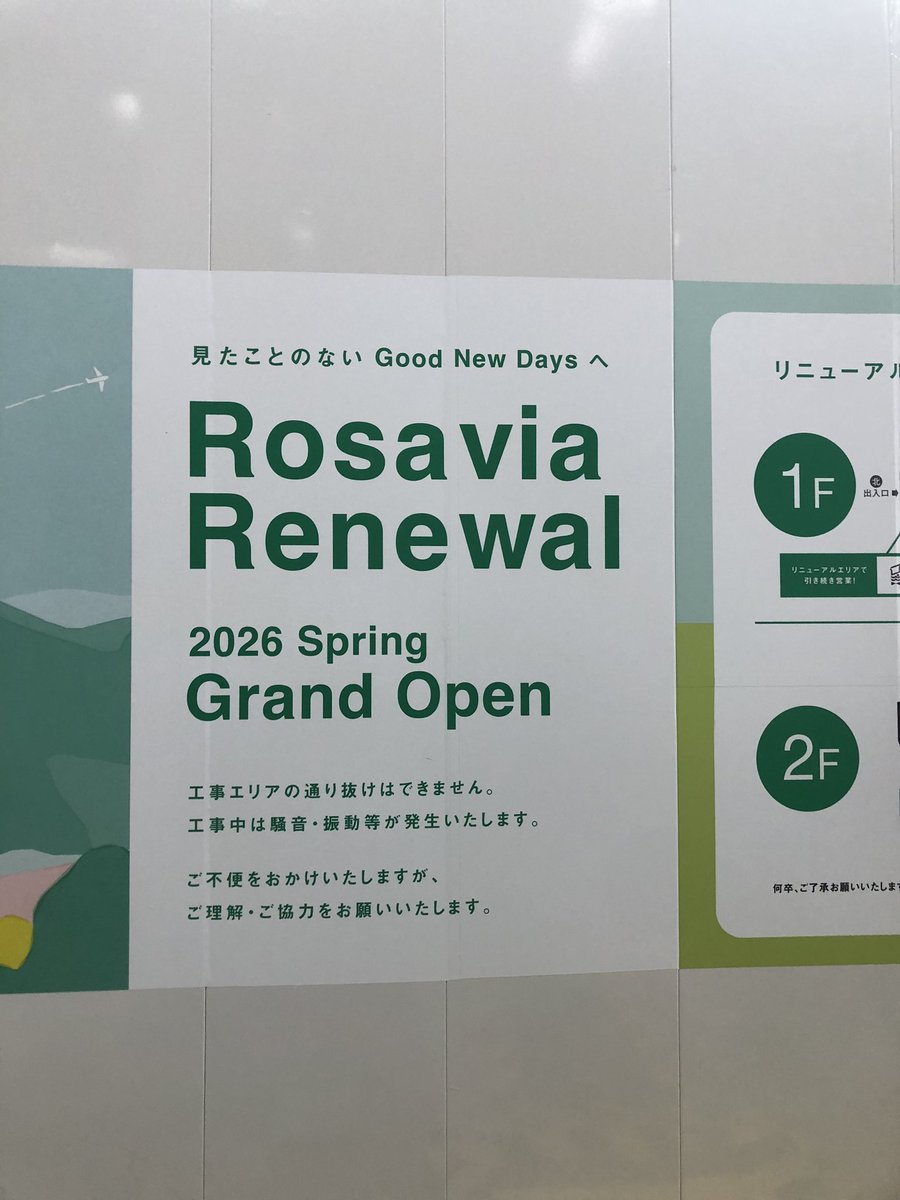 見たことのない Good New Days へ
Rosavia
Renewal
2026 Spring
Grand Open
工事エリアの通り抜けはできません。
工事中は騒音・振動等が発生いたします。
ご不便をおかけいたしますが、
ご理解・ご協力をお願いいたします。
リニューアル
1F
北
出入口
リニューアルエリアで
引き続き営業!
2F
何卒、ご了承お願いいたします